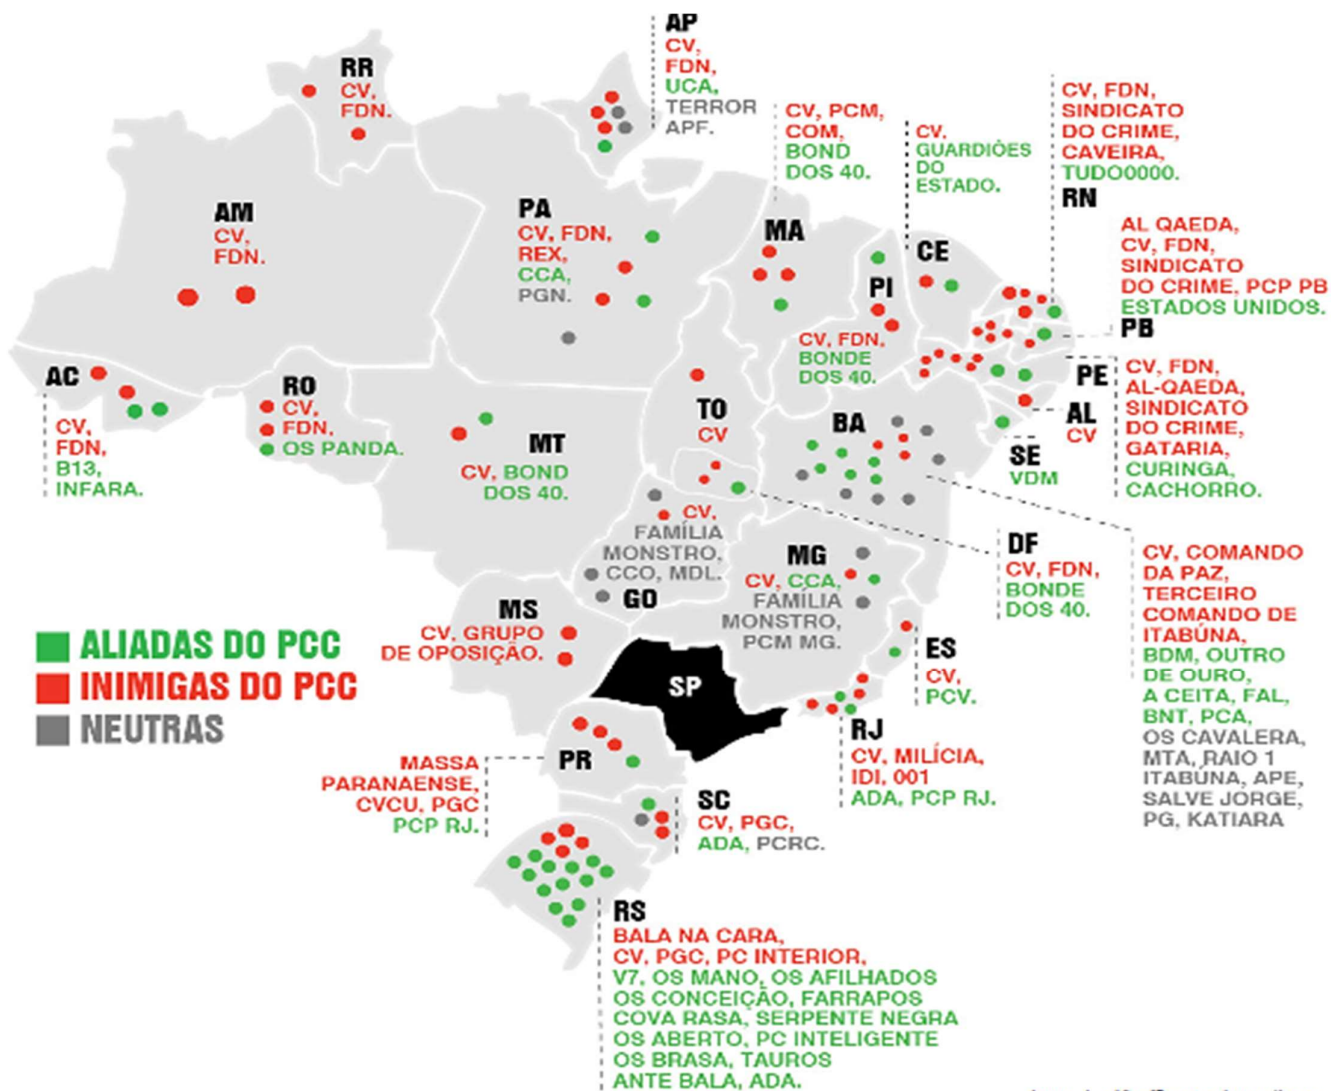 AP
CV,
FDN,
UCA,
TERROR
APF.
RR
CV,
FDN.
CV, PCM,
COM,
BOND
DOS 40.
CV,
GUARDIÕES
DO
ESTADO.
CV, FDN,
SINDICATO
DO CRIME,
CAVEIRA,
TUDO0000.
RN
AM
CV,
FDN.
PA
CV, FDN,
REX,
CCA,
PGN.
MA
CE
AL QAEDA,
CV, FDN,
SINDICATO
DO CRIME, PCP PB
ESTADOS UNIDOS.
PB
PI
CV, FDN.
BONDE
DOS 40.
AC
CV,
FDN,
B13,
INFARA.
RO
CV,
FDN,
OS PANDA.
MT
CV, BOND
DOS 40.
TO
CV
BA
PE
CV, FDN,
AL-QAEDA,
SINDICATO
DO CRIME,
GATARIA,
CURINGA,
CACHORRO.
AL
CV
SE
VDM
CV,
FAMÍLIA
MONSTRO,
CCO, MDL.
GO
MG
CV, CCA,
FAMÍLIA
MONSTRO,
PCM MG.
DF
CV, FDN,
BONDE
DOS 40.
CV, COMANDO
DA PAZ,
TERCEIRO
COMANDO DE
ITABÚNA,
BDM, OUTRO
DE OURO,
A CEITA, FAL,
BNT, PCA,
OS CAVALERA,
MTA, RAIO 1
ITABÚNA, APE,
SALVE JORGE,
PG, KATIARA
MS
CV, GRUPO
DE OPOSIÇÃO.
ES
CV,
PCV.
ALIADAS DO PCC
INIMIGAS DO PCC
NEUTRAS
SP
RJ
CV, MILÍCIA,
IDI, 001
ADA, PCP RJ.
PR
MASSA
PARANAENSE,
CVCU, PGC
PCP RJ.
SC
CV, PGC,
ADA, PCRC.
RS
BALA NA CARA,
CV, PGC, PC INTERIOR,
V7, OS MANO, OS AFILHADOS
OS CONCEIÇÃO, FARRAPOS
COVA RASA, SERPENTE NEGRA
OS ABERTO, PC INTELIGENTE
OS BRASA, TAUROS
ANTE BALA, ADA.